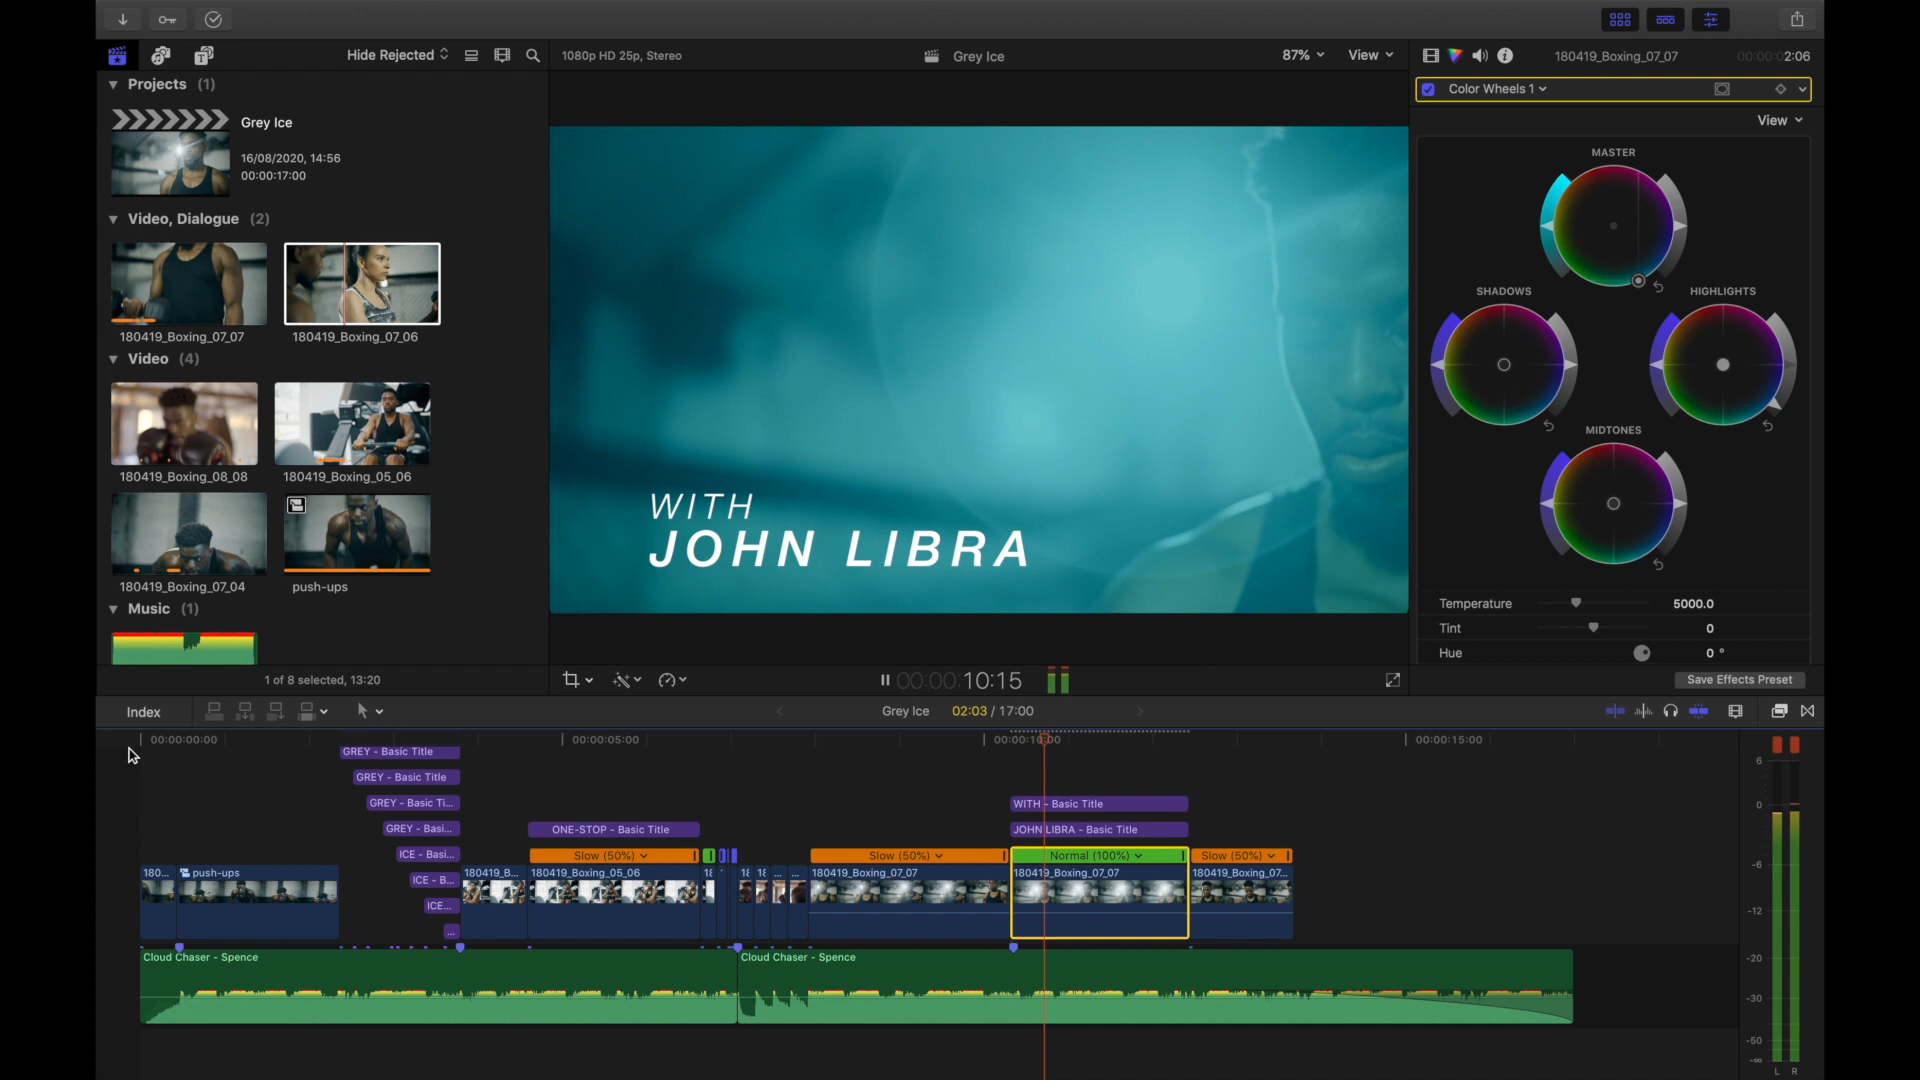 Hide Rejected
1080p HD 25p, Stereo
Grey Ice
87%
View
180419_Boxing_07_07
00:00:02:06
Projects (1)
Color Wheels 1
View
Grey Ice
16/08/2020, 14:56
00:00:17:00
MASTER
Video, Dialogue (2)
SHADOWS
HIGHLIGHTS
180419_Boxing_07_07
180419_Boxing_07_06
Video (4)
MIDTONES
180419_Boxing_08_08
180419_Boxing_05_06
WITH
JOHN LIBRA
180419_Boxing_07_04
push-ups
Music (1)
Temperature 5000.0
Tint 0
Hue 0 °
1 of 8 selected, 13:20
00:00:10:15
Save Effects Preset
Index
Grey Ice 02:03 / 17:00
00:00:00:00
00:00:05:00
00:00:10:00
00:00:15:00
GREY - Basic Title
GREY - Basic Title
GREY - Basic Ti...
GREY - Basi...
ICE - Basi...
ICE - B...
ICE...
...
ONE-STOP - Basic Title
WITH - Basic Title
JOHN LIBRA - Basic Title
Slow (50%)
Slow (50%)
Normal (100%)
Slow (50%)
180...
push-ups
180419_B...
180419_Boxing_05_06
18
18
18
...
...
180419_Boxing_07_07
180419_Boxing_07_07
180419_Boxing_07...
Cloud Chaser - Spence
Cloud Chaser - Spence
6
0
-6
-12
-20
-30
-50
-∞
L R